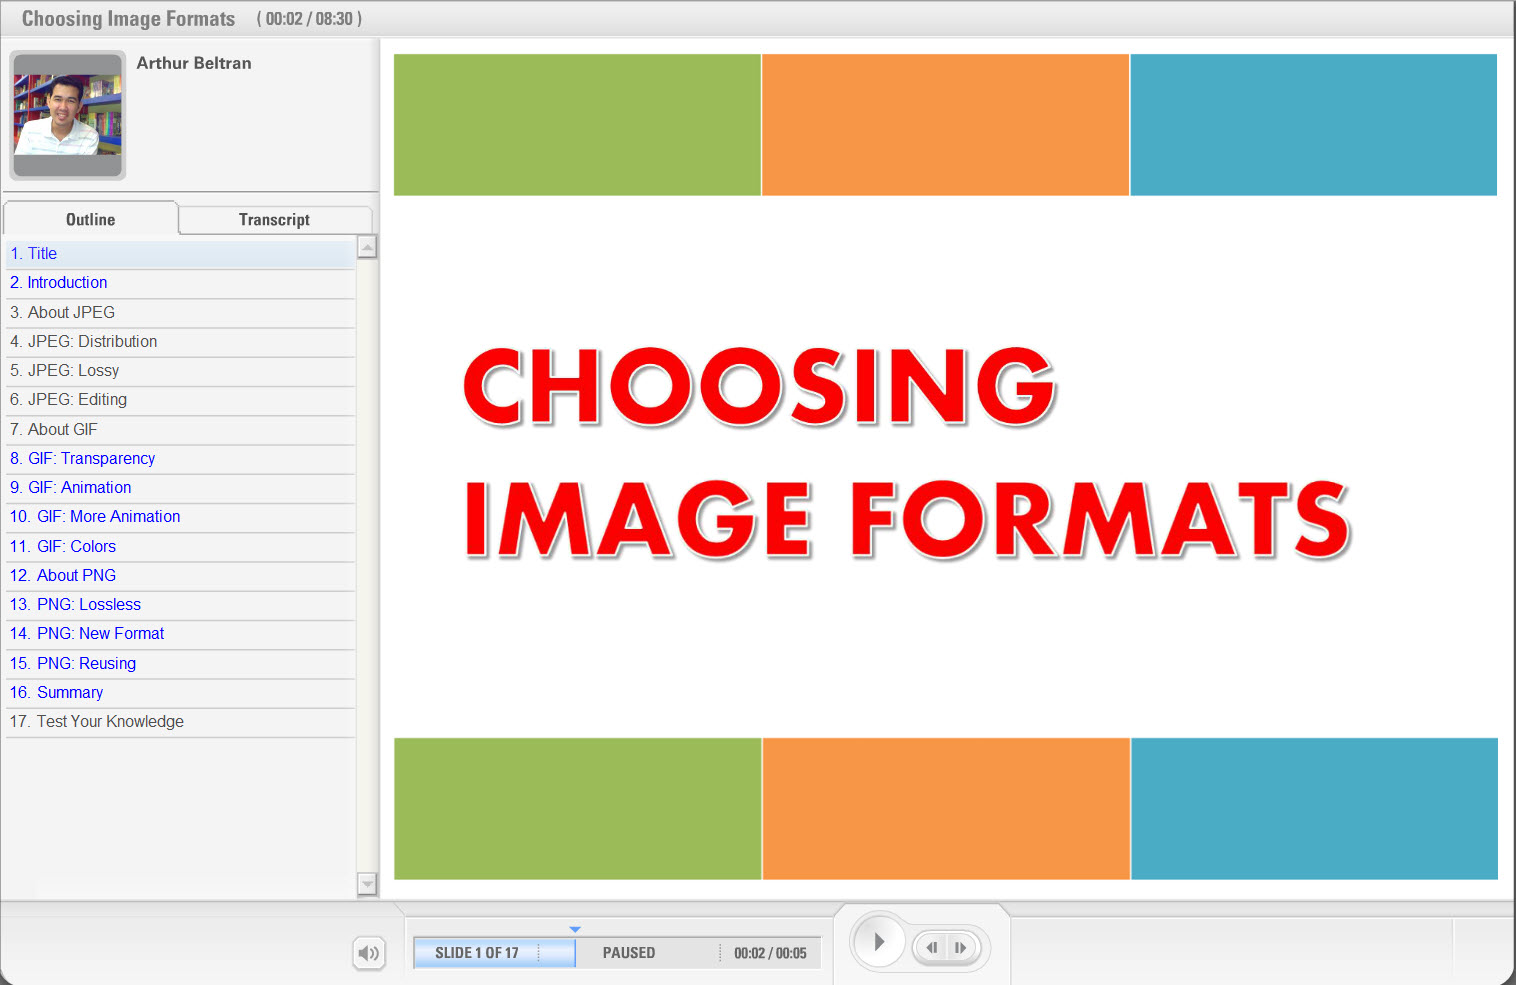 Choosing Image Formats ( 00:02 / 08:30 )
Arthur Beltran
Outline Transcript
1. Title
2. Introduction
3. About JPEG
4. JPEG: Distribution
5. JPEG: Lossy
6. JPEG: Editing
7. About GIF
8. GIF: Transparency
9. GIF: Animation
10. GIF: More Animation
11. GIF: Colors
12. About PNG
13. PNG: Lossless
14. PNG: New Format
15. PNG: Reusing
16. Summary
17. Test Your Knowledge
CHOOSING
IMAGE FORMATS
SLIDE 1 OF 17 PAUSED 00:02 / 00:05